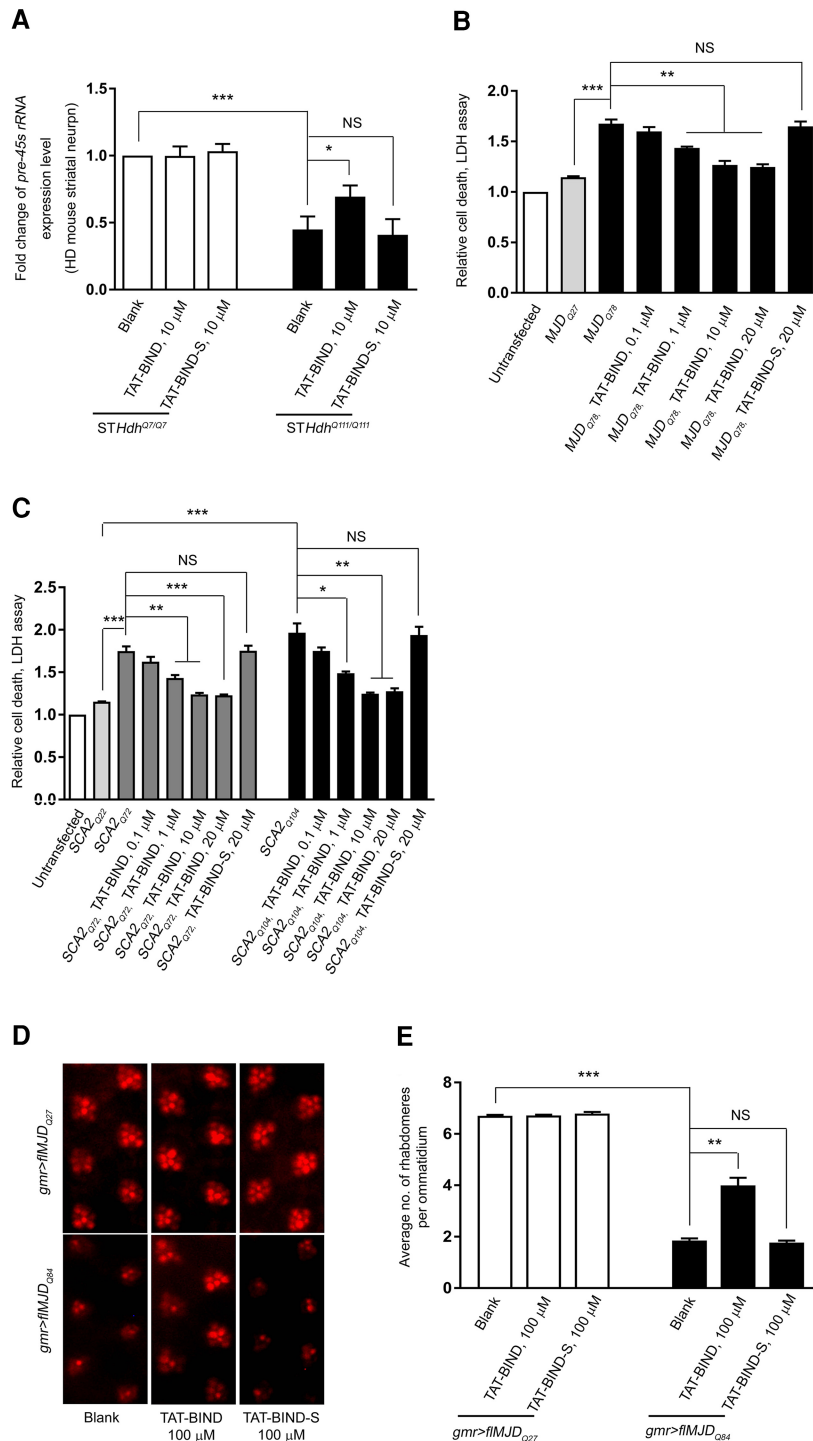 A
Fold change of pre-45s rRNA
expression level
(HD mouse striatal neurpn)
1.5
1.0
0.5
0.0
***
NS
*
Blank
TAT-BIND, 10 µM
TAT-BIND-S, 10 µM
Blank
TAT-BIND, 10 µM
TAT-BIND-S, 10 µM
STHdhQ7/Q7
STHdhQ111/Q111
B
Relative cell death, LDH assay
2.0
1.5
1.0
0.5
0.0
NS
***
**
Untransfected
MJDQ27
MJDQ78
MJDQ78, TAT-BIND, 0.1 µM
MJDQ78, TAT-BIND, 1 µM
MJDQ78, TAT-BIND, 10 µM
MJDQ78, TAT-BIND, 20 µM
MJDQ78, TAT-BIND-S, 20 µM
C
Relative cell death, LDH assay
2.5
2.0
1.5
1.0
0.5
0.0
***
NS
NS
***
**
***
**
*
Untransfected
SCA2Q22
SCA2Q72
SCA2Q72, TAT-BIND, 0.1 µM
SCA2Q72, TAT-BIND, 1 µM
SCA2Q72, TAT-BIND, 10 µM
SCA2Q72, TAT-BIND, 20 µM
SCA2Q72, TAT-BIND-S, 20 µM
SCA2Q104
SCA2Q104, TAT-BIND, 0.1 µM
SCA2Q104, TAT-BIND, 1 µM
SCA2Q104, TAT-BIND, 10 µM
SCA2Q104, TAT-BIND, 20 µM
SCA2Q104, TAT-BIND-S, 20 µM
D
gmr>flMJDQ27
gmr>flMJDQ84
Blank
TAT-BIND
100 µM
TAT-BIND-S
100 µM
E
Average no. of rhabdomeres
per ommatidium
8
6
4
2
0
***
NS
**
Blank
TAT-BIND, 100 µM
TAT-BIND-S, 100 µM
Blank
TAT-BIND, 100 µM
TAT-BIND-S, 100 µM
gmr>flMJDQ27
gmr>flMJDQ84